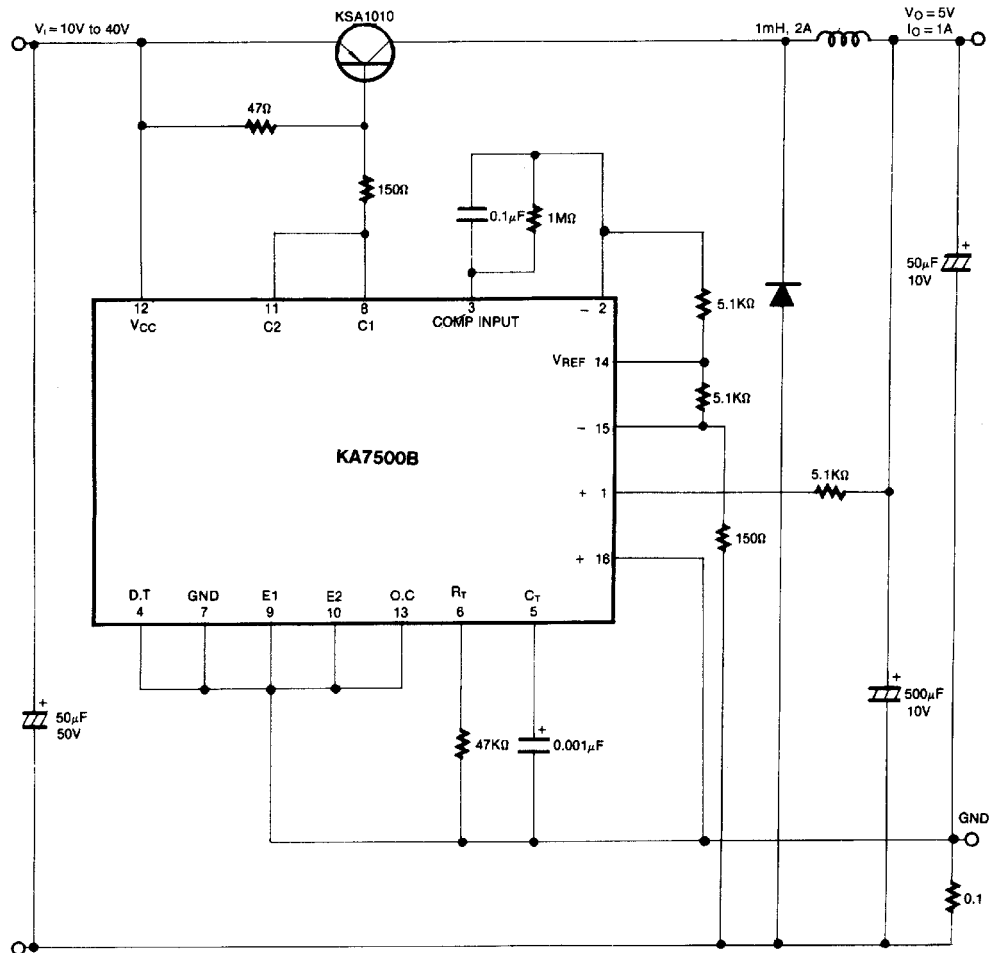 KSA1010
Vi = 10V to 40V
VO = 5V
IO = 1A
1mH, 2A
47Ω
150Ω
0.1μF
1MΩ
50μF
10V
5.1KΩ
12
11
8
3
− 2
VCC
C2
C1
COMP INPUT
VREF 14
5.1KΩ
− 15
KA7500B
5.1KΩ
+ 1
150Ω
+ 16
D.T
GND
E1
E2
O.C
RT
CT
4
7
9
10
13
6
5
+
50μF
50V
47KΩ
+
0.001μF
+
500μF
10V
+
GND
0.1